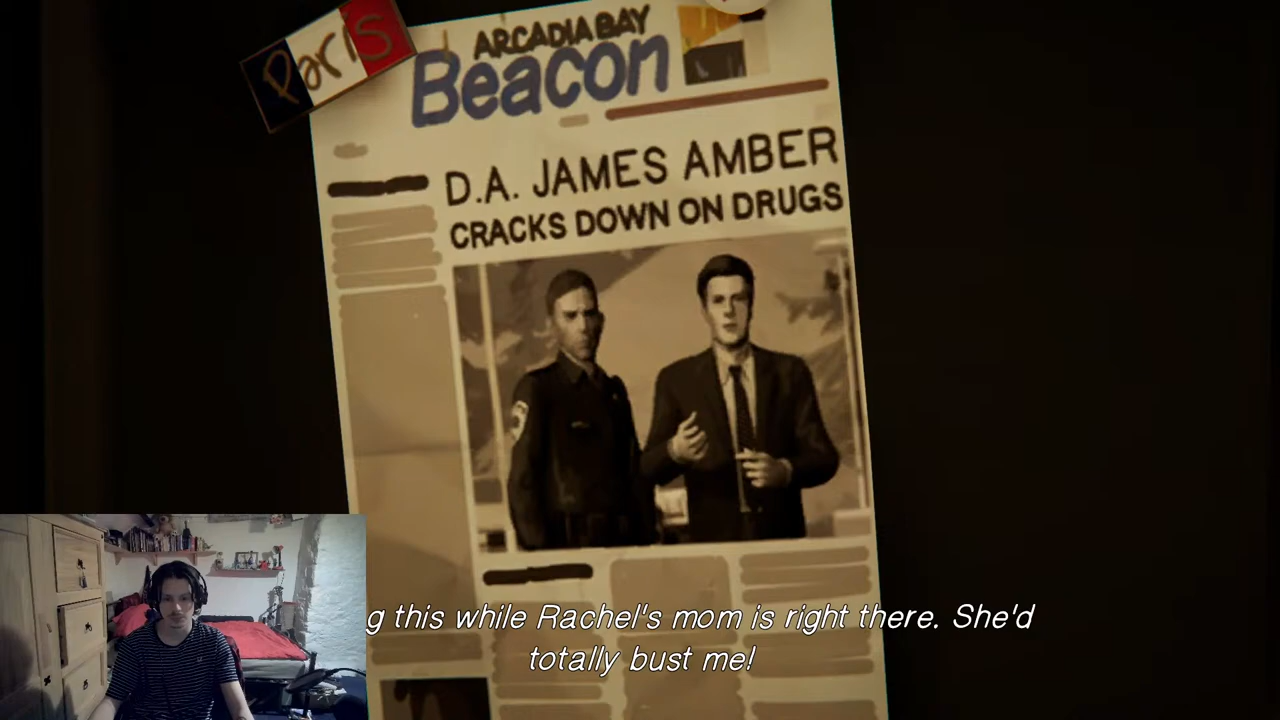 Paris
ARCADIA BAY
Beacon
D.A. JAMES AMBER
CRACKS DOWN ON DRUGS
g this while Rachel's mom is right there. She'd
totally bust me!